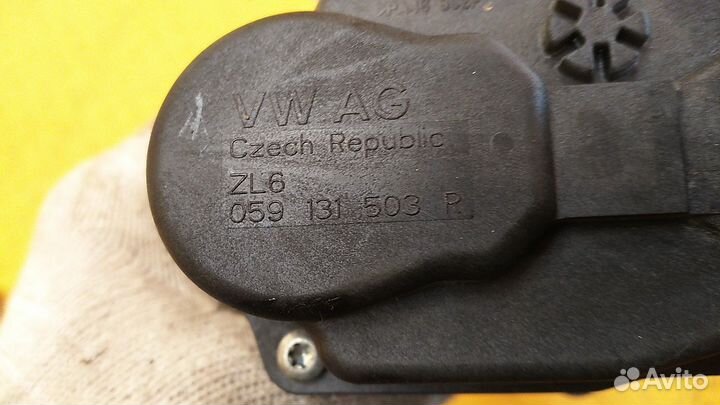 VW AG
Czech Republic
ZL6
059 131 503 R
Avito